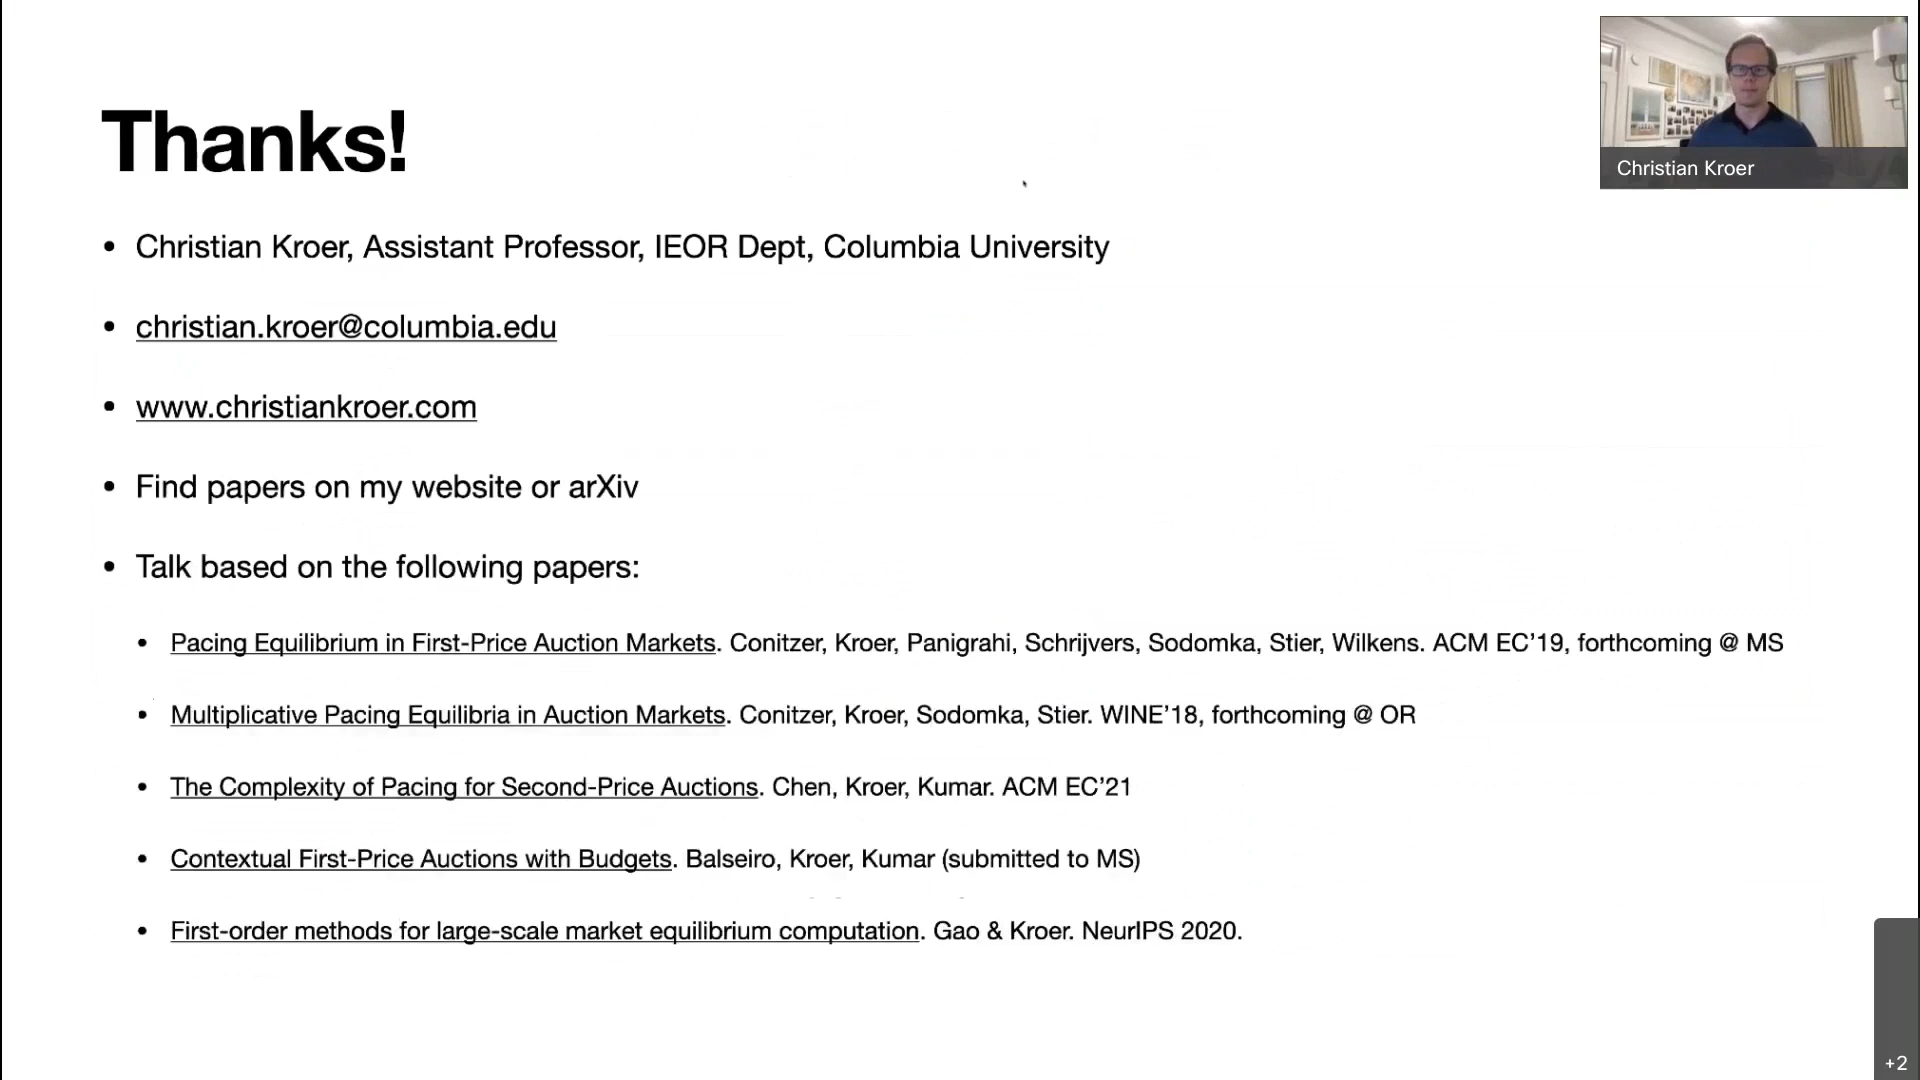 Thanks!
Christian Kroer
• Christian Kroer, Assistant Professor, IEOR Dept, Columbia University
• christian.kroer@columbia.edu
• www.christiankroer.com
• Find papers on my website or arXiv
• Talk based on the following papers:
• Pacing Equilibrium in First-Price Auction Markets. Conitzer, Kroer, Panigrahi, Schrijvers, Sodomka, Stier, Wilkens. ACM EC’19, forthcoming @ MS
• Multiplicative Pacing Equilibria in Auction Markets. Conitzer, Kroer, Sodomka, Stier. WINE’18, forthcoming @ OR
• The Complexity of Pacing for Second-Price Auctions. Chen, Kroer, Kumar. ACM EC’21
• Contextual First-Price Auctions with Budgets. Balseiro, Kroer, Kumar (submitted to MS)
• First-order methods for large-scale market equilibrium computation. Gao & Kroer. NeurIPS 2020.
+2